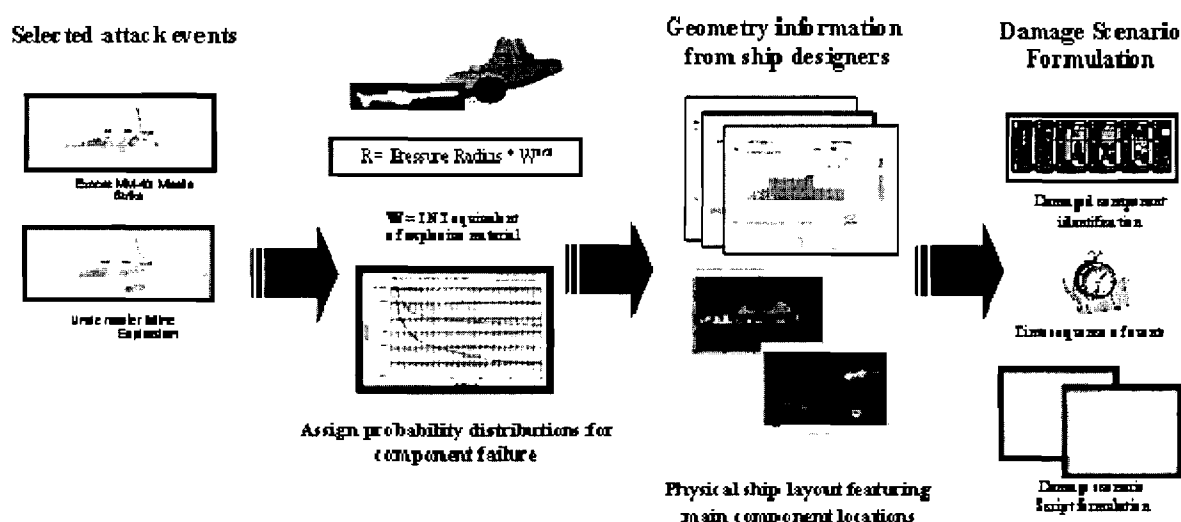 Selected attack events
Exocet MM-40 Missile
Strike
Underwater Mine
Explosion
R= Pressure Radius * W
W= TNT equivalent
of explosive material
Assign probability distributions for
component failure
Geometry information
from ship designers
Physical ship layout featuring
main component locations
Damage Scenario
Formulation
Damaged component
identification
Time sequence of events
Damage scenario
Script formulation